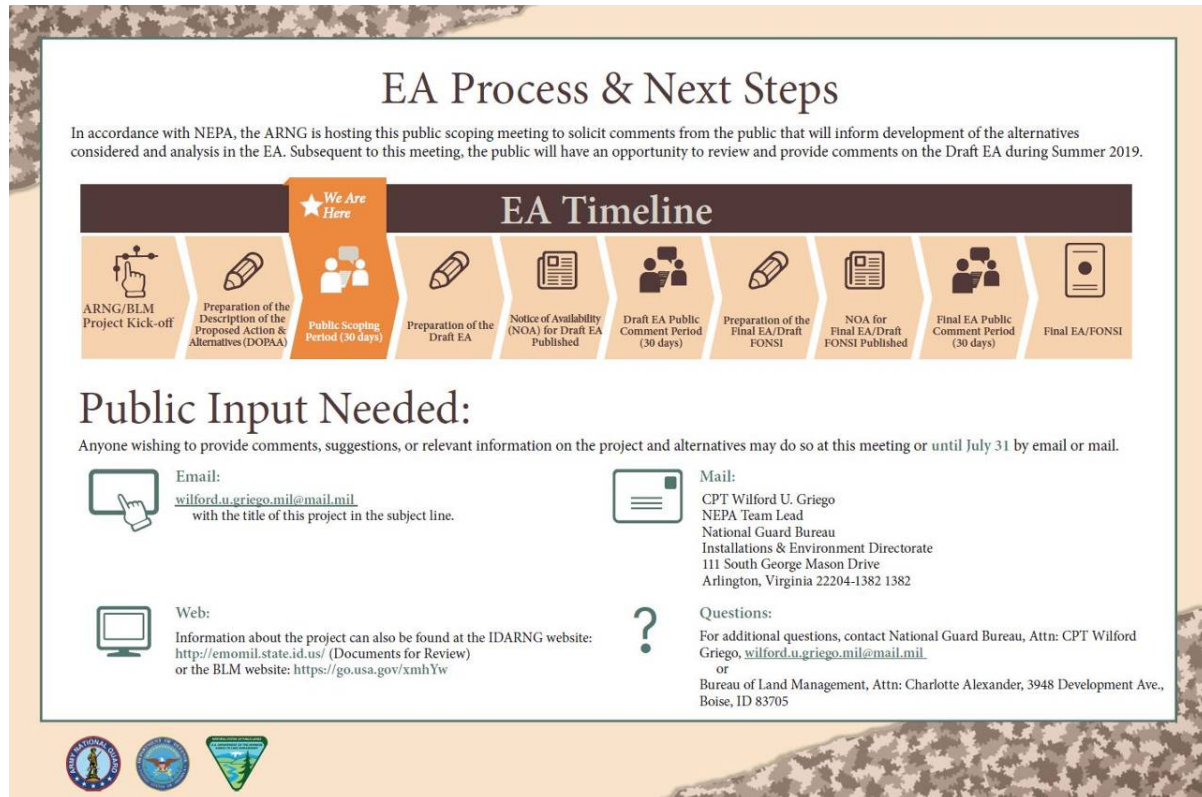 EA Process & Next Steps
In accordance with NEPA, the ARNG is hosting this public scoping meeting to solicit comments from the public that will inform development of the alternatives
considered and analysis in the EA. Subsequent to this meeting, the public will have an opportunity to review and provide comments on the Draft EA during Summer 2019.
We Are
Here
EA Timeline
ARNG/BLM
Project Kick-off
Preparation of the
Description of the
Proposed Action &
Alternatives (DOPAA)
Public Scoping
Period (30 days)
Preparation of the
Draft EA
Notice of Availability
(NOA) for Draft EA
Published
Draft EA Public
Comment Period
(30 days)
Preparation of the
Final EA/Draft
FONSI
NOA for
Final EA/Draft
FONSI Published
Final EA Public
Comment Period
(30 days)
Final EA/FONSI
Public Input Needed:
Anyone wishing to provide comments, suggestions, or relevant information on the project and alternatives may do so at this meeting or until July 31 by email or mail.
Email:
wilford.u.griego.mil@mail.mil
with the title of this project in the subject line.
Mail:
CPT Wilford U. Griego
NEPA Team Lead
National Guard Bureau
Installations & Environment Directorate
111 South George Mason Drive
Arlington, Virginia 22204-1382 1382
Web:
Information about the project can also be found at the IDARNG website:
http://emomil.state.id.us/ (Documents for Review)
or the BLM website: https://go.usa.gov/xmhYw
?
Questions:
For additional questions, contact National Guard Bureau, Attn: CPT Wilford
Griego, wilford.u.griego.mil@mail.mil
or
Bureau of Land Management, Attn: Charlotte Alexander, 3948 Development Ave.,
Boise, ID 83705
ARMY NATIONAL GUARD